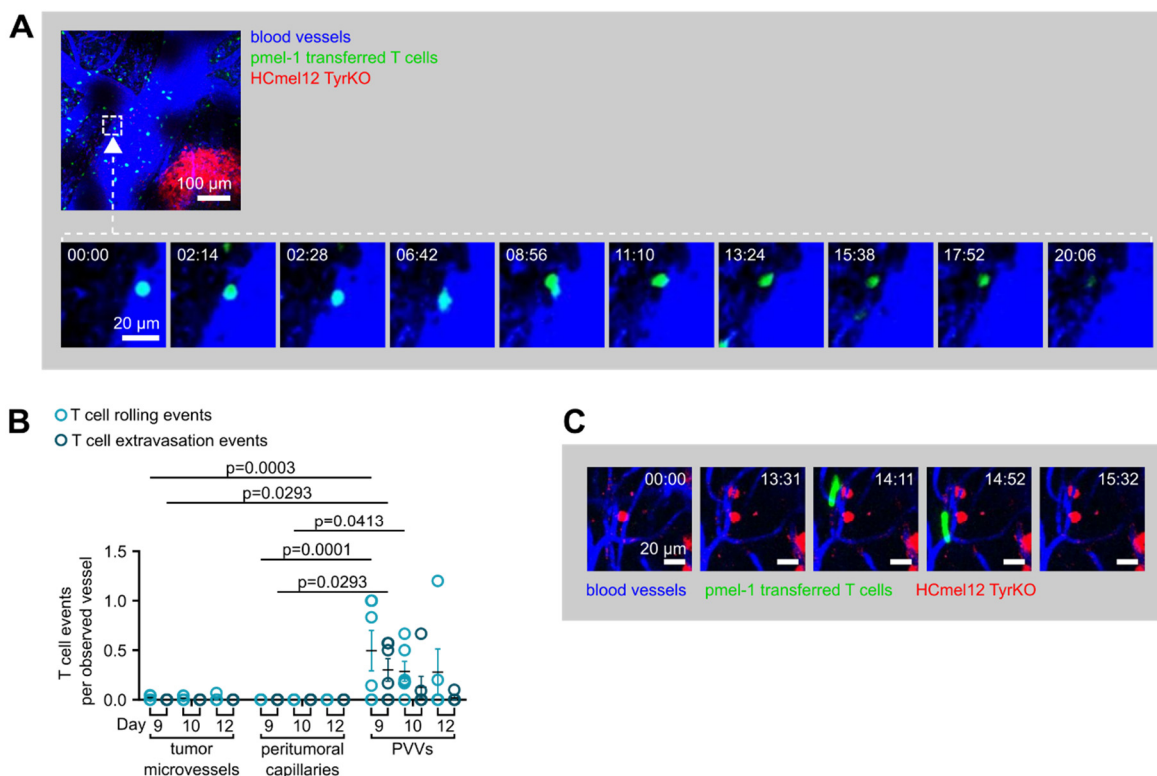 A
blood vessels
pmel-1 transferred T cells
HCmel12 TyrKO
100 µm
00:00 02:14 02:28 06:42 08:56 11:10 13:24 15:38 17:52 20:06
20 µm
B
T cell rolling events
T cell extravasation events
p=0.0003
p=0.0293
p=0.0413
p=0.0001
p=0.0293
T cell events
per observed vessel
1.5
1.0
0.5
0.0
Day 9 10 12 9 10 12 9 10 12
tumor peritumoral PVVs
microvessels capillaries
C
00:00 13:31 14:11 14:52 15:32
20 µm
blood vessels pmel-1 transferred T cells HCmel12 TyrKO